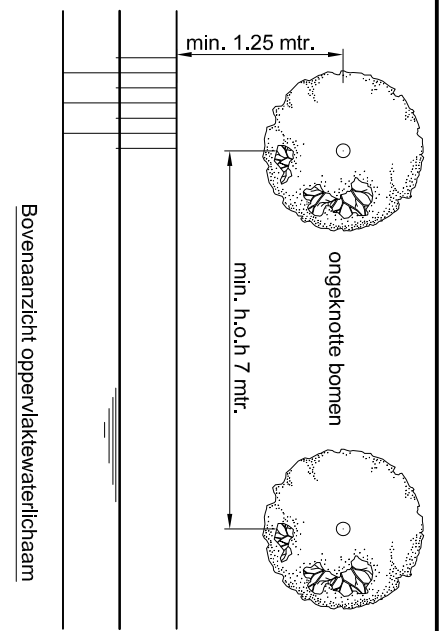 min. 1.25 mtr.
ongeknotte bomen
min. h.o.h 7 mtr.
Bovenaanzicht oppervlaktewaterlichaam